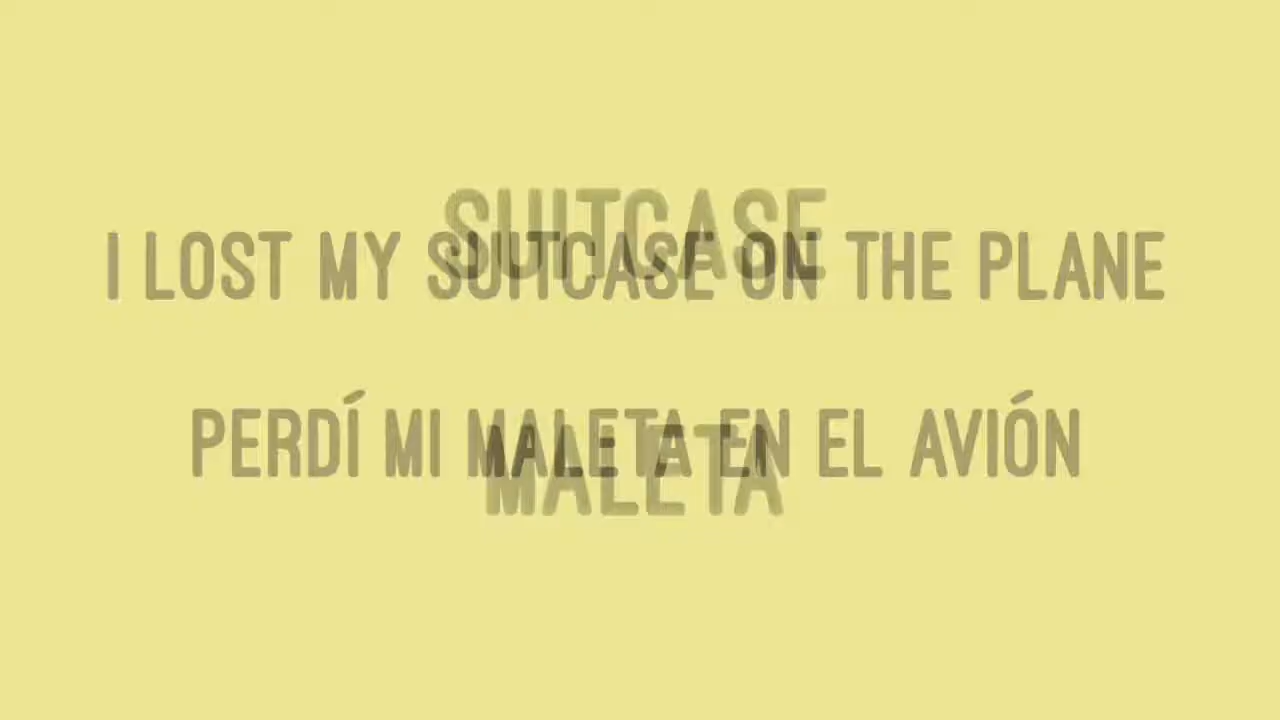 SUITCASE
I LOST MY SUITCASE ON THE PLANE
PERDÍ MI MALETA EN EL AVIÓN
MALETA